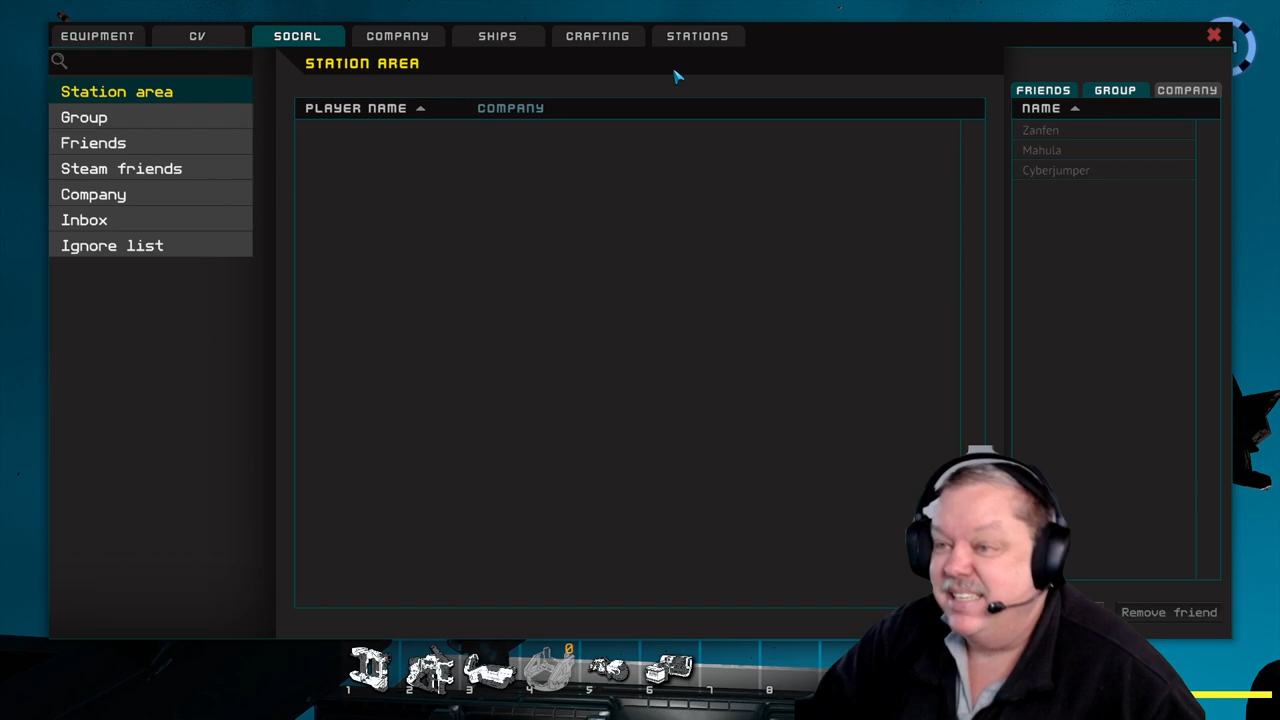 EQUIPMENT CV SOCIAL COMPANY SHIPS CRAFTING STATIONS
STATION AREA
Station area
Group
Friends
Steam friends
Company
Inbox
Ignore list
PLAYER NAME COMPANY
FRIENDS GROUP COMPANY
NAME
Zanfen
Mahula
Cyberjumper
Remove friend
0
1 2 3 4 5 6 7 8